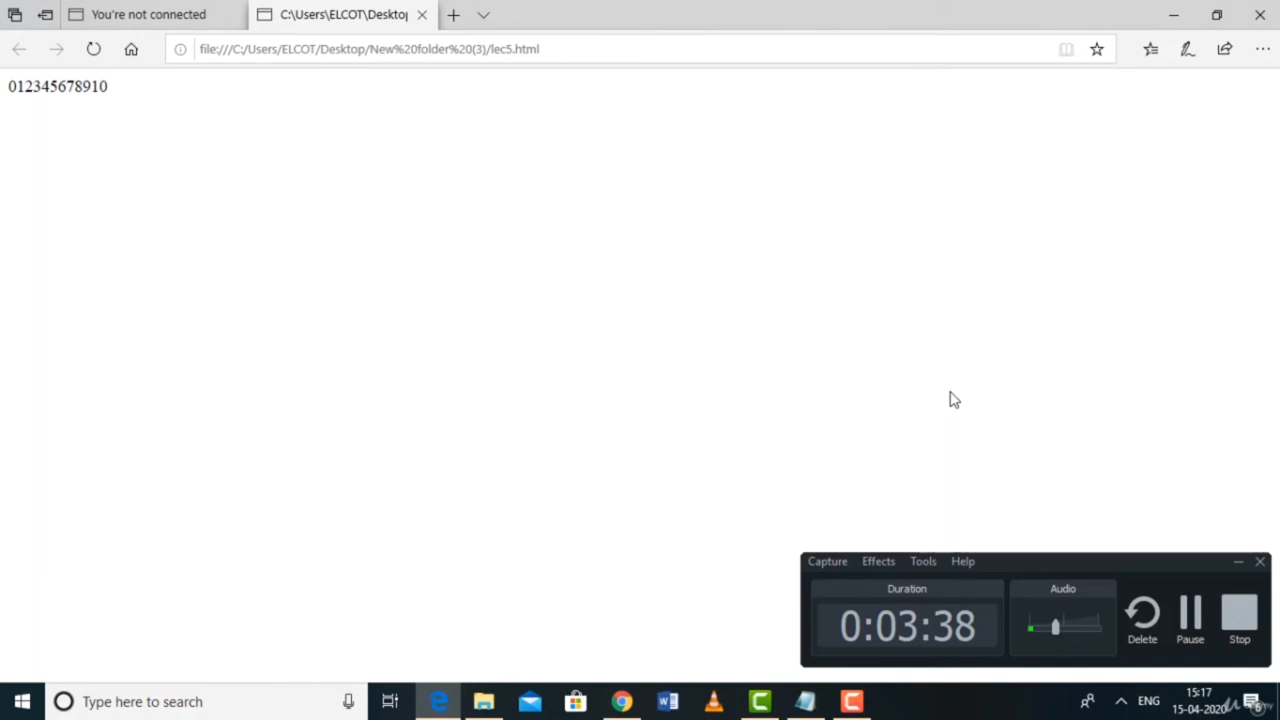 You're not connected
C:\Users\ELCOT\Deskto
file:///C:/Users/ELCOT/Desktop/New%20folder%20(3)/lec5.html
012345678910
Capture Effects Tools Help
Duration Audio
0:03:38
Delete Pause Stop
Type here to search
ENG
15:17
15-04-2020
6